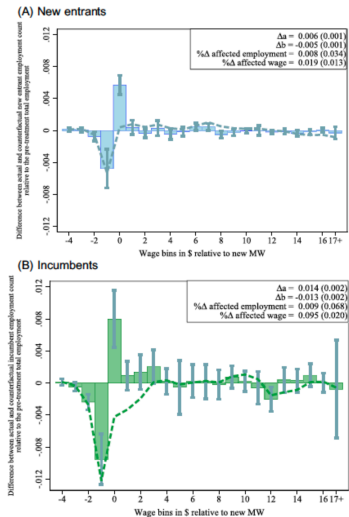 (A) New entrants
Difference between actual and counterfactual new entrant employment count
relative to the pre-treatment total employment
.012
.008
.004
0
-.004
-.008
-.012
Δa = 0.006 (0.001)
Δb = -0.005 (0.001)
%Δ affected employment = 0.008 (0.034)
%Δ affected wage = 0.019 (0.013)
-4 -2 0 2 4 6 8 10 12 14 16 17+
Wage bins in $ relative to new MW
(B) Incumbents
Difference between actual and counterfactual incumbent employment count
relative to the pre-treatment total employment
.012
.008
.004
0
-.004
-.008
-.012
Δa = 0.014 (0.002)
Δb = -0.013 (0.002)
%Δ affected employment = 0.009 (0.068)
%Δ affected wage = 0.095 (0.020)
-4 -2 0 2 4 6 8 10 12 14 16 17+
Wage bins in $ relative to new MW